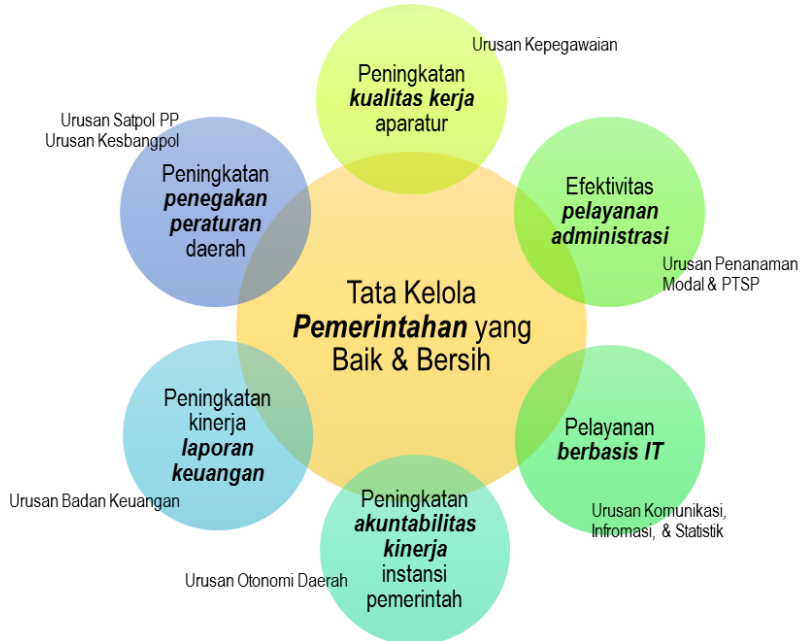 Peningkatan
kualitas kerja
aparatur
Urusan Kepegawaian
Efektivitas
pelayanan
administrasi
Urusan Penanaman
Modal & PTSP
Pelayanan
berbasis IT
Urusan Komunikasi,
Infromasi, & Statistik
Peningkatan
akuntabilitas
kinerja
instansi
pemerintah
Urusan Otonomi Daerah
Peningkatan
kinerja
laporan
keuangan
Urusan Badan Keuangan
Urusan Satpol PP
Urusan Kesbangpol
Peningkatan
penegakan
peraturan
daerah
Tata Kelola
Pemerintahan yang
Baik & Bersih